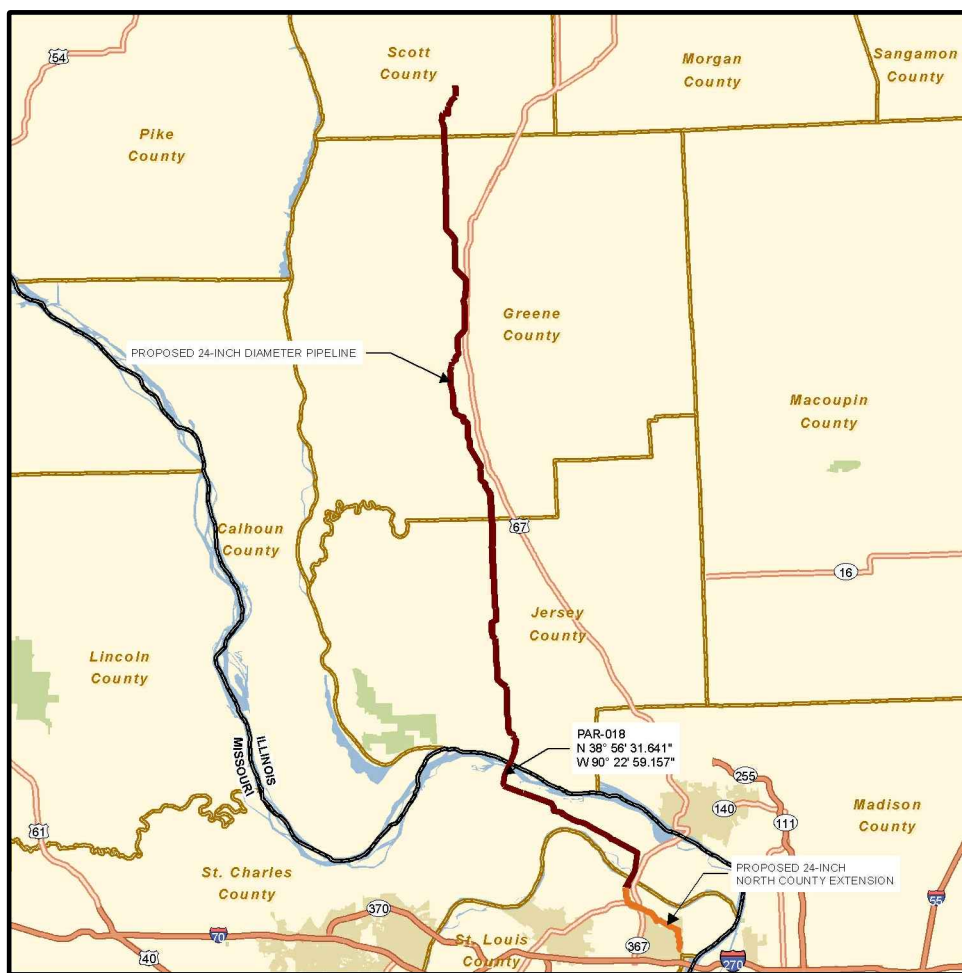 54
Scott
County
Morgan
County
Sangamon
County
Pike
County
Greene
County
PROPOSED 24-INCH DIAMETER PIPELINE
Macoupin
County
Calhoun
County
67
16
Jersey
County
Lincoln
County
ILLINOIS
MISSOURI
PAR-018
N 38° 56' 31.641"
W 90° 22' 59.157"
255
140
111
Madison
County
61
St. Charles
County
PROPOSED 24-INCH
NORTH COUNTY EXTENSION
55
370
70
367
St. Louis
County
40
270